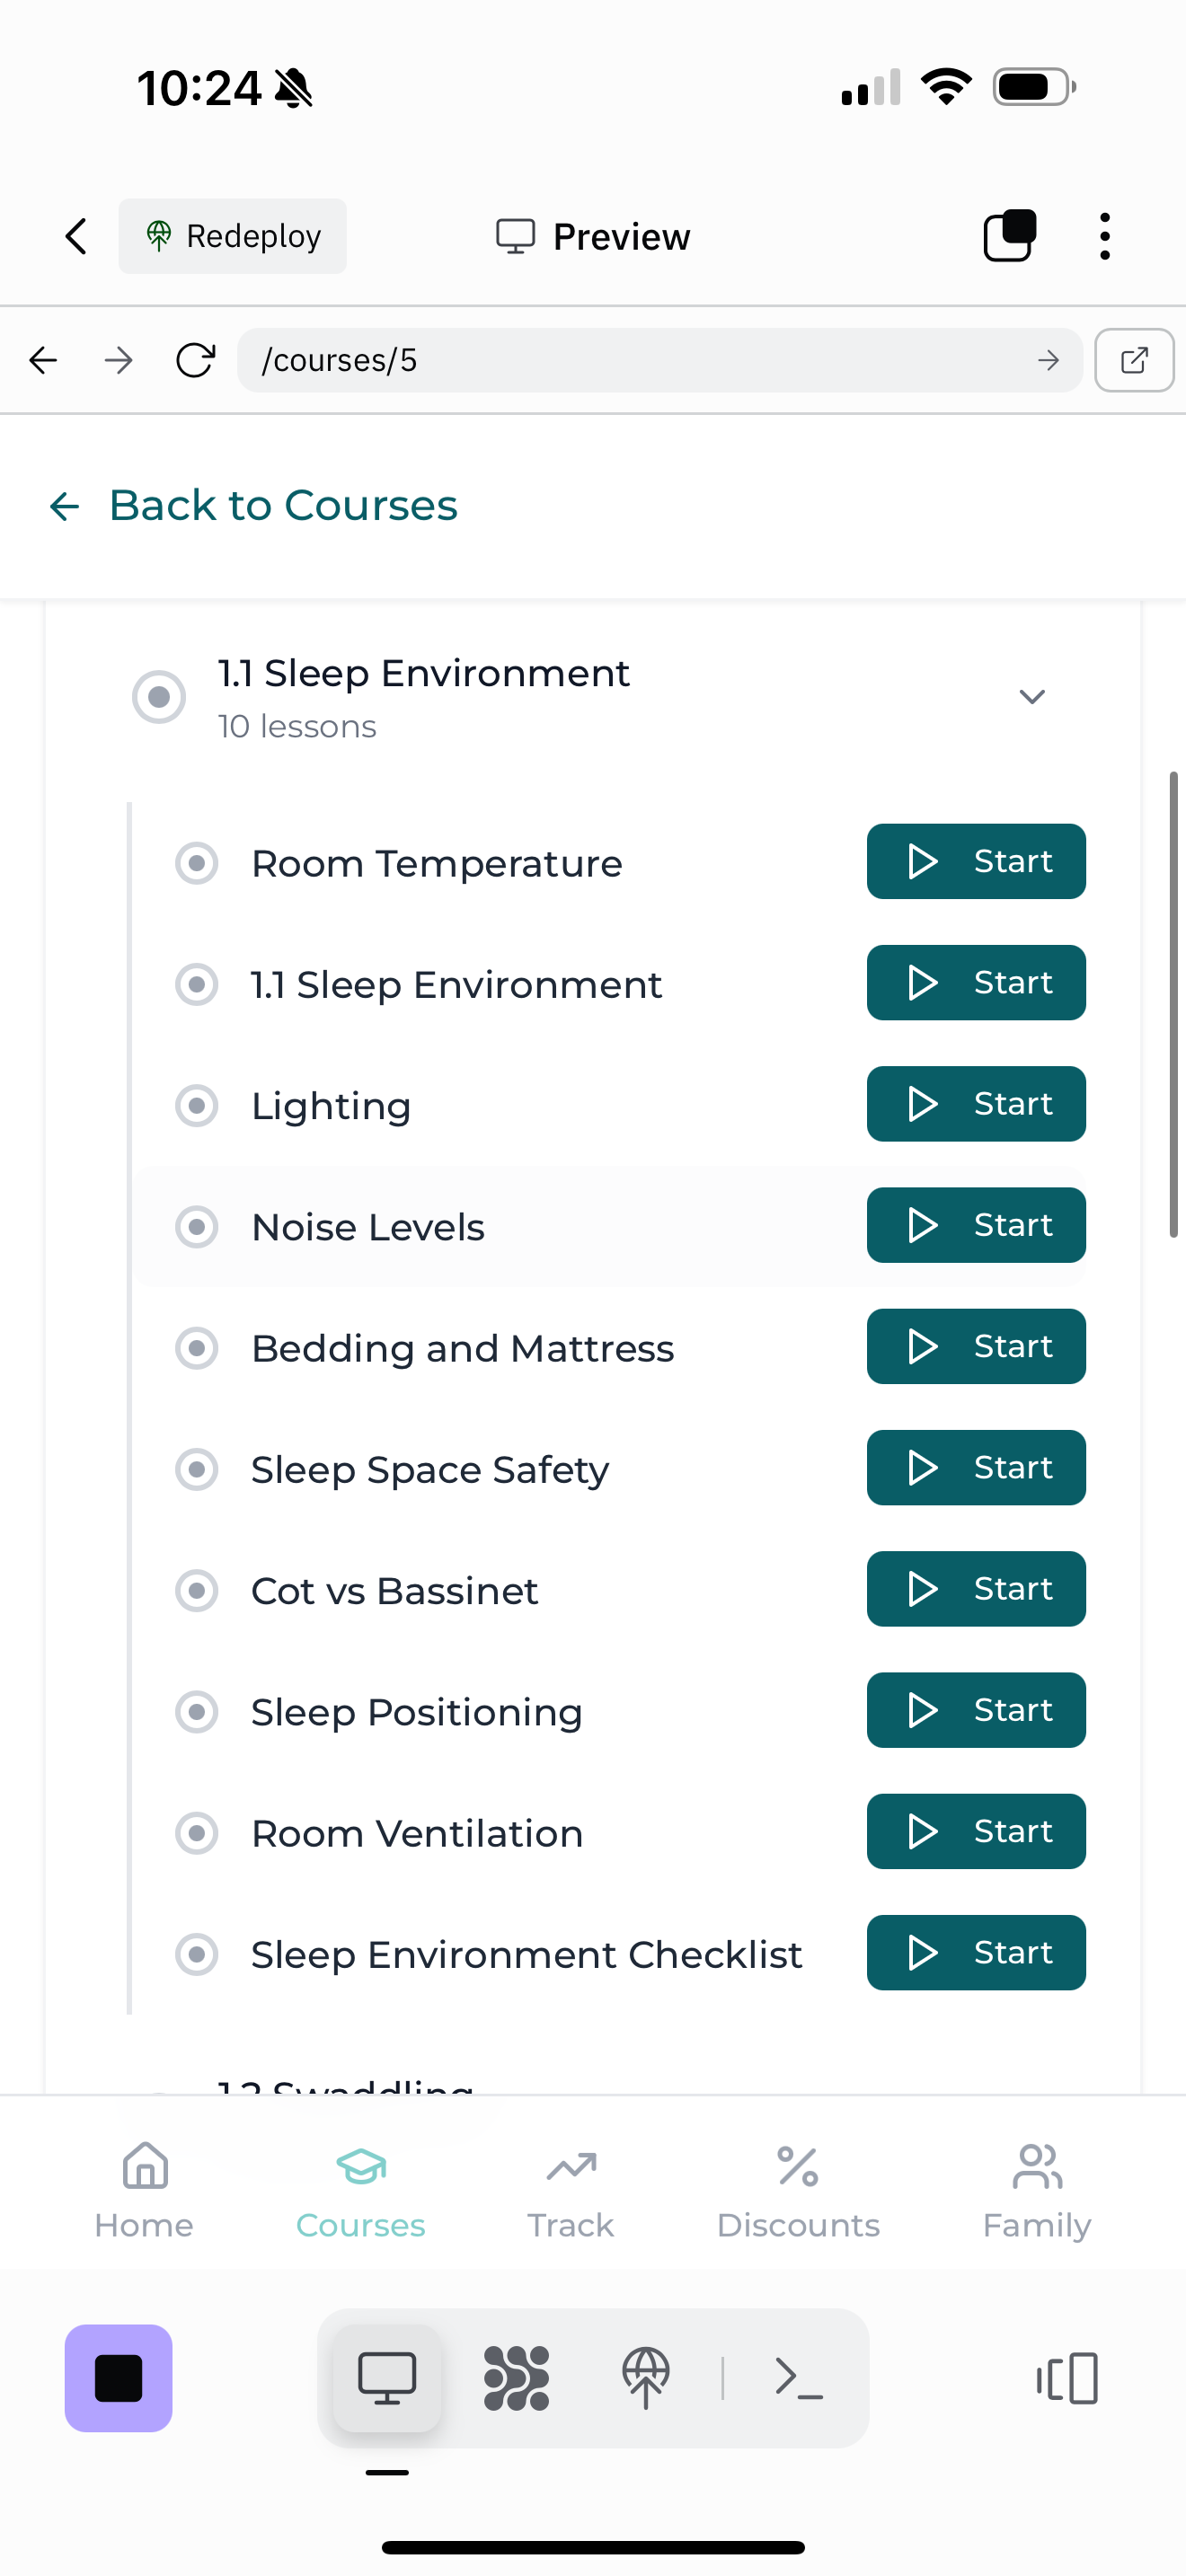 10:24
Redeploy
Preview
/courses/5
Back to Courses
1.1 Sleep Environment
10 lessons
Room Temperature
Start
1.1 Sleep Environment
Start
Lighting
Start
Noise Levels
Start
Bedding and Mattress
Start
Sleep Space Safety
Start
Cot vs Bassinet
Start
Sleep Positioning
Start
Room Ventilation
Start
Sleep Environment Checklist
Start
1.2 Swaddling
Home
Courses
Track
Discounts
Family